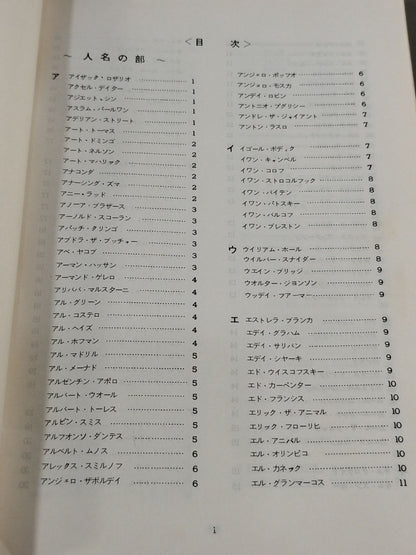 ＜目　　次＞
～ 人 名 の 部 ～
ア アイザック・ロザリオ 1
アクセル・デイター 1
アジェット・シン 1
アスラム・パールワン 1
アデリアン・ストリート 1
アート・トーマス 1
アート・ドミンゴ 2
アート・ネルソン 2
アート・マハリック 2
アナコンダ 2
アナーシング・ズマ 2
アニー・ラッド 2
アノーア・ブラザース 3
アーノルド・スコーラン 3
アパッチ・タリンゴ 3
アブドラ・ザ・ブッチャー 3
アベ・ヤコブ 3
アーマン・ハッサン 3
アーマンド・ゲレロ 3
アリババ・マルスターニ 4
アル・グリーン 4
アル・コステロ 4
アル・ヘイズ 4
アル・ホフマン 4
アル・マドリル 5
アル・メーナド 5
アルゼンチン・アポロ 5
アルバート・ウオール 5
アルバート・トーレス 5
アルビン・スミス 5
アルフォンソ・ダンテス 5
アルベルト・ムノス 6
アレックス・スミルノフ 6
アンジェロ・ザポルデイ 6
アンジェロ・ポッフオ 6
アンジェロ・モスカ 6
アンデイ・ロビン 6
アントニオ・プグリシー 6
アンドレ・ザ・ジャイアント 7
アントン・ラスロ 7
イ イゴール・ボデイック 7
イワン・キャンベル 7
イワン・コロフ 7
イワン・ストロコルフック 7
イワン・バイテン 7
イワン・バトスキー 7
イワン・バルコフ 8
イワン・プレストン 8
ウ ウイリアム・ホール 8
ウイルバー・スナイダー 8
ウエイン・ブリッジ 9
ウオルター・ジョンソン 9
ウッデイ・フアーマー 9
エ エストレラ・ブランカ 9
エデイ・グラハム 9
エデイ・サリバン 9
エデイ・シャーキ 9
エド・ウイスコフスキー 9
エド・カーペンター 10
エド・フランシス 10
エリック・ザ・アニマル 10
エリック・フローリヒ 10
エル・アニバル 10
エル・オリンピコ 10
エル・カネック 10
エル・グランマーコス 11
1